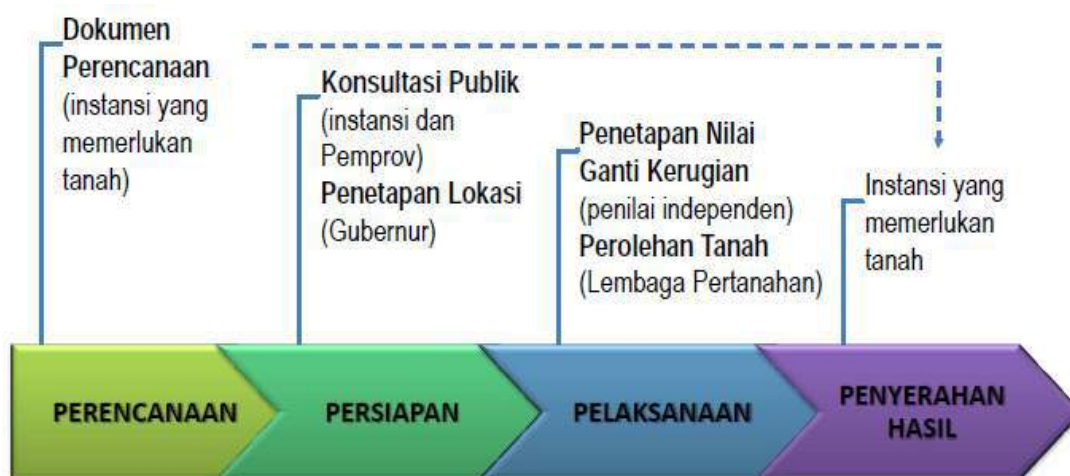 Dokumen
Perencanaan
(instansi yang
memerlukan
tanah)
Konsultasi Publik
(instansi dan
Pemprov)
Penetapan Lokasi
(Gubernur)
Penetapan Nilai
Ganti Kerugian
(penilai independen)
Perolehan Tanah
(Lembaga Pertanahan)
Instansi yang
memerlukan
tanah
PERENCANAAN
PERSIAPAN
PELAKSANAAN
PENYERAHAN
HASIL